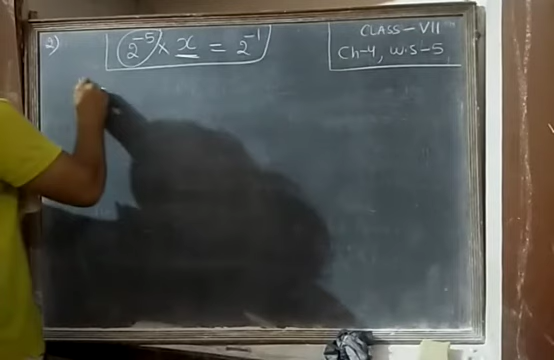 2) 2⁻⁵ × x = 2⁻¹
CLASS-VII
Ch-4, W.S-5